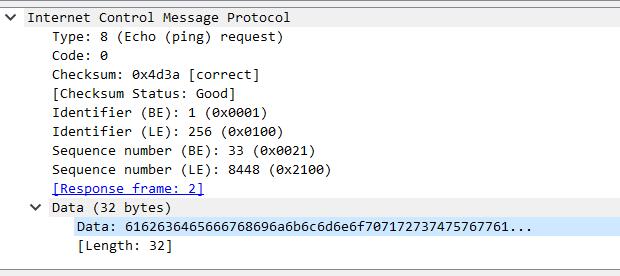 Internet Control Message Protocol
Type: 8 (Echo (ping) request)
Code: 0
Checksum: 0x4d3a [correct]
[Checksum Status: Good]
Identifier (BE): 1 (0x0001)
Identifier (LE): 256 (0x0100)
Sequence number (BE): 33 (0x0021)
Sequence number (LE): 8448 (0x2100)
[Response frame: 2]
Data (32 bytes)
Data: 6162636465666768696a6b6c6d6e6f707172737475767761...
[Length: 32]